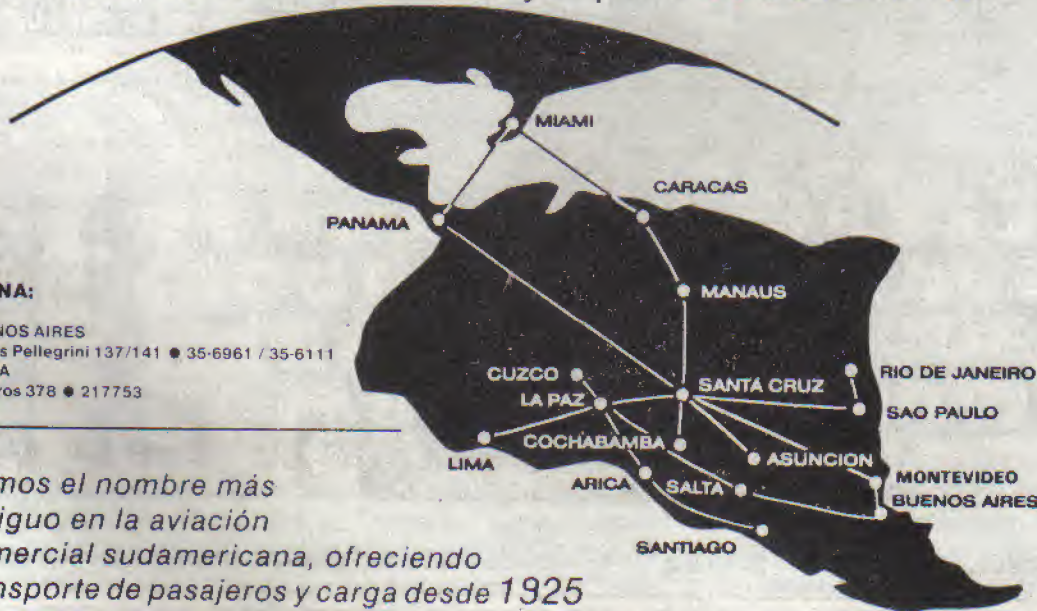 MIAMI
CARACAS
PANAMA
MANAUS
NOS AIRES
s Pellegrini 137/141 ● 35-6961 / 35-6111
ros 378 ● 217753
CUZCO
SANTA CRUZ
RIO DE JANEIRO
LA PAZ
SAO PAULO
COCHABAMBA
ASUNCION
LIMA
ARICA
SALTA
MONTEVIDEO
BUENOS AIRES
SANTIAGO
mos el nombre más
iguo en la aviación
mercial sudamericana, ofreciendo
nsporte de pasajeros y carga desde 1925